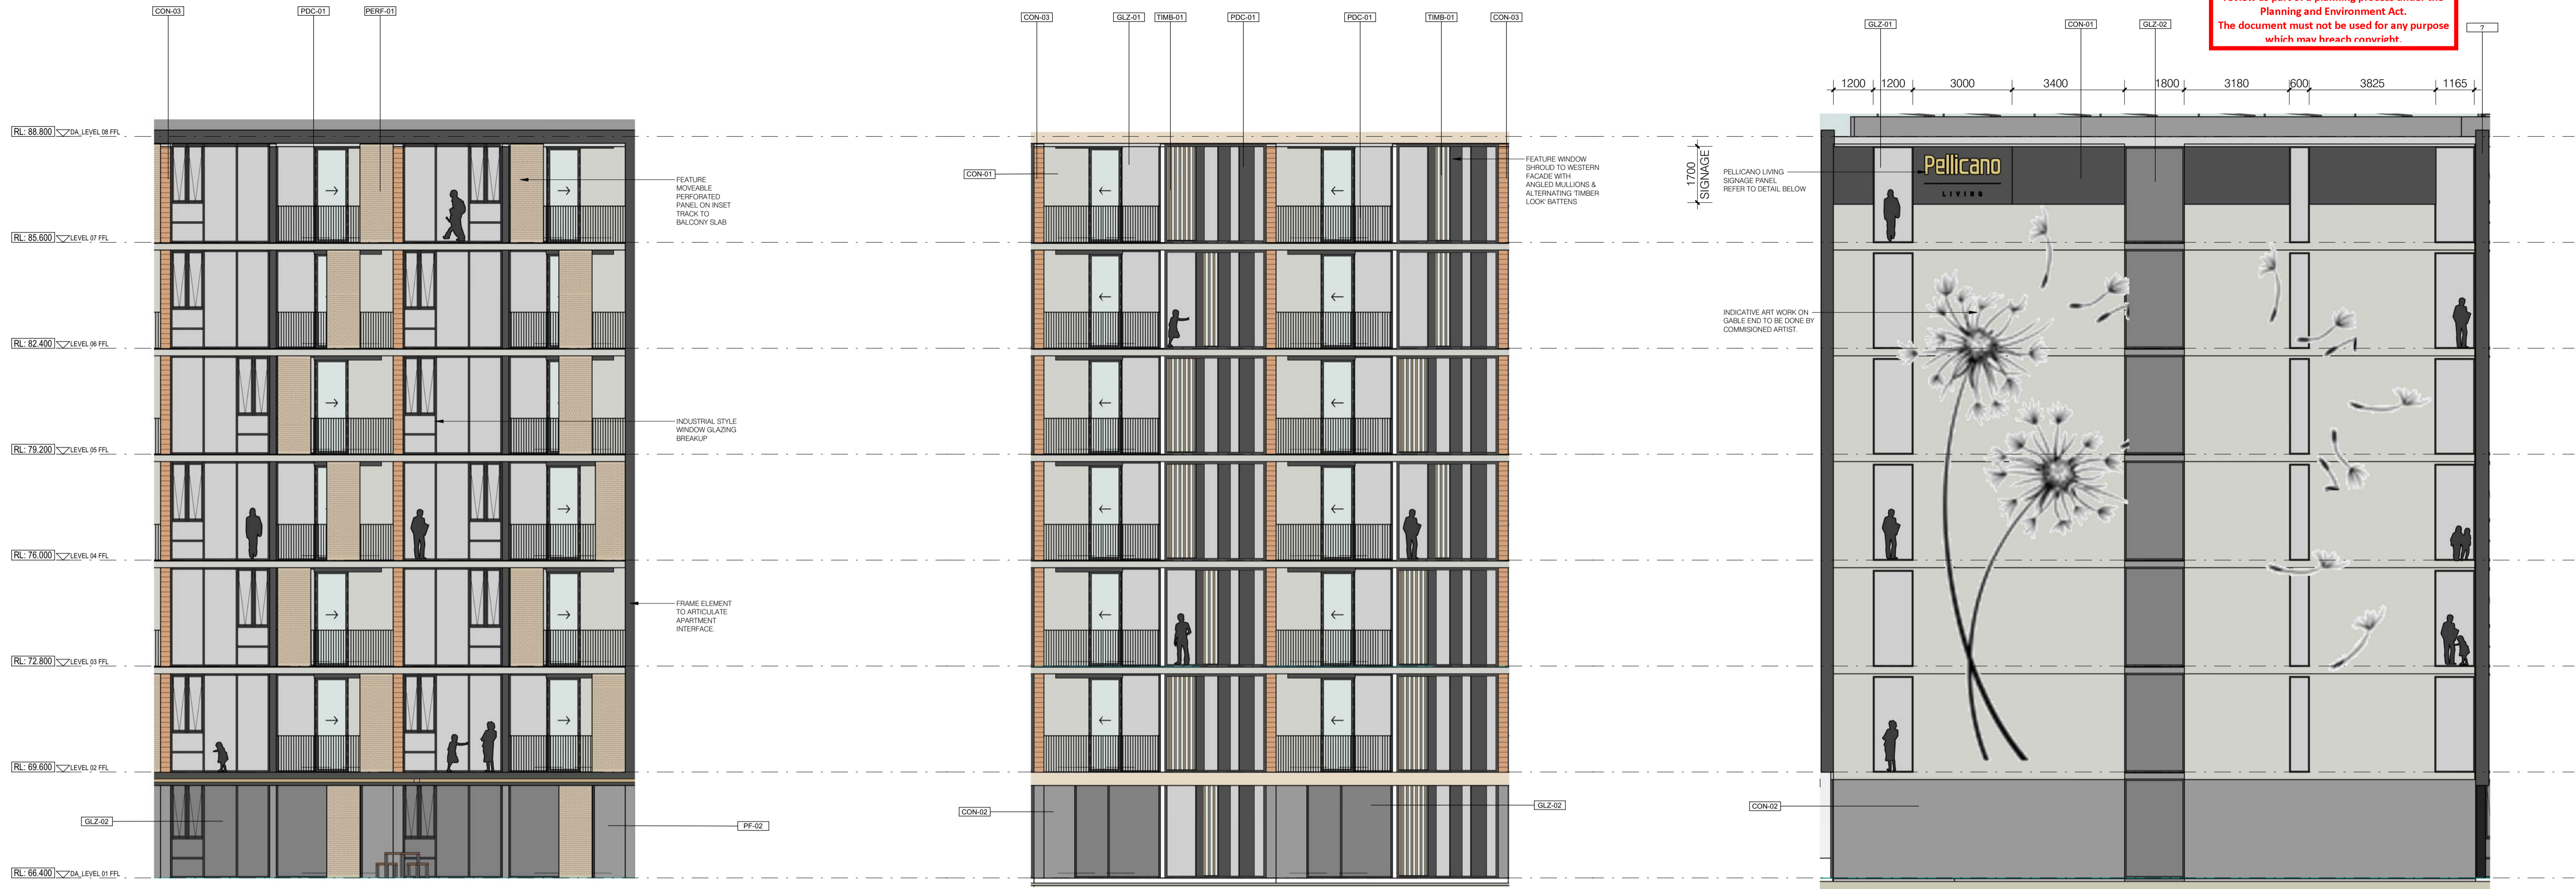 review as part of a planning process under the
Planning and Environment Act.
The document must not be used for any purpose
which may breach copyright.
CON-03
PDC-01
PERF-01
CON-03
GLZ-01
TIMB-01
PDC-01
PDC-01
TIMB-01
CON-03
GLZ-01
CON-01
GLZ-02
?
1200
1200
3000
3400
1800
3180
600
3825
1165
RL: 88.800 DA_LEVEL 08 FFL
RL: 85.600 LEVEL 07 FFL
RL: 82.400 LEVEL 06 FFL
RL: 79.200 LEVEL 05 FFL
RL: 76.000 LEVEL 04 FFL
RL: 72.800 LEVEL 03 FFL
RL: 69.600 LEVEL 02 FFL
RL: 66.400 DA_LEVEL 01 FFL
FEATURE
MOVEABLE
PERFORATED
PANEL ON INSET
TRACK TO
BALCONY SLAB
INDUSTRIAL STYLE
WINDOW GLAZING
BREAKUP
FRAME ELEMENT
TO ARTICULATE
APARTMENT
INTERFACE.
GLZ-02
PF-02
CON-01
FEATURE WINDOW
SHROUD TO WESTERN
FACADE WITH
ANGLED MULLIONS &
ALTERNATING 'TIMBER
LOOK' BATTENS
CON-02
GLZ-02
1700
SIGNAGE
PELLICANO LIVING
SIGNAGE PANEL
REFER TO DETAIL BELOW
Pellicano
LIVING
INDICATIVE ART WORK ON
GABLE END TO BE DONE BY
COMMISIONED ARTIST.
CON-02